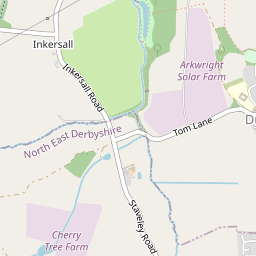 Inkersall
Arkwright
Solar Farm
Inkersall Road
Tom Lane
North East Derbyshire
Staveley Road
Cherry
Tree Farm